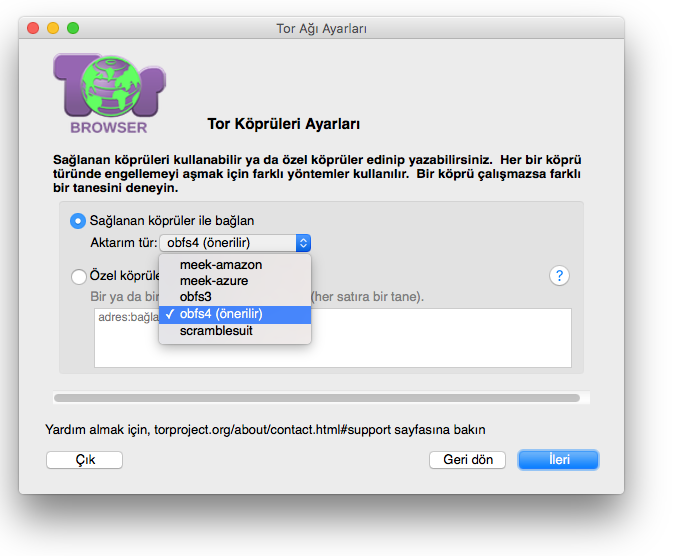 Tor Ağı Ayarları
Tor
BROWSER
Tor Köprüleri Ayarları
Sağlanan köprüleri kullanabilir ya da özel köprüler edinip yazabilirsiniz. Her bir köprü
türünde engellemeyi aşmak için farklı yöntemler kullanılır. Bir köprü çalışmazsa farklı
bir tanesini deneyin.
Sağlanan köprüler ile bağlan
Aktarım tür: obfs4 (önerilir)
meek-amazon
meek-azure
obfs3
✓ obfs4 (önerilir)
scramblesuit
Özel köprüle
?
Bir ya da bir (her satıra bir tane).
adres:bağla
Yardım almak için, torproject.org/about/contact.html#support sayfasına bakın
Çık
Geri dön
İleri